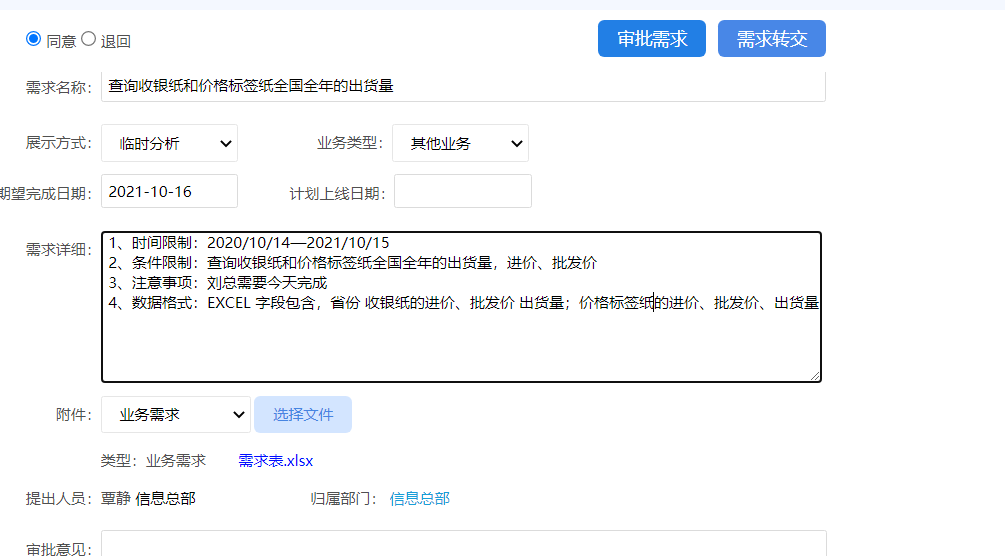 同意 退回 审批需求 需求转交
需求名称： 查询收银纸和价格标签纸全国全年的出货量
展示方式： 临时分析 业务类型： 其他业务
期望完成日期： 2021-10-16 计划上线日期：
需求详细： 1、时间限制：2020/10/14—2021/10/15
2、条件限制：查询收银纸和价格标签纸全国全年的出货量，进价、批发价
3、注意事项：刘总需要今天完成
4、数据格式：EXCEL 字段包含，省份 收银纸的进价、批发价 出货量；价格标签纸的进价、批发价、出货量
附件： 业务需求 选择文件
类型：业务需求 需求表.xlsx
提出人员： 覃静 信息总部 归属部门： 信息总部
审批意见：